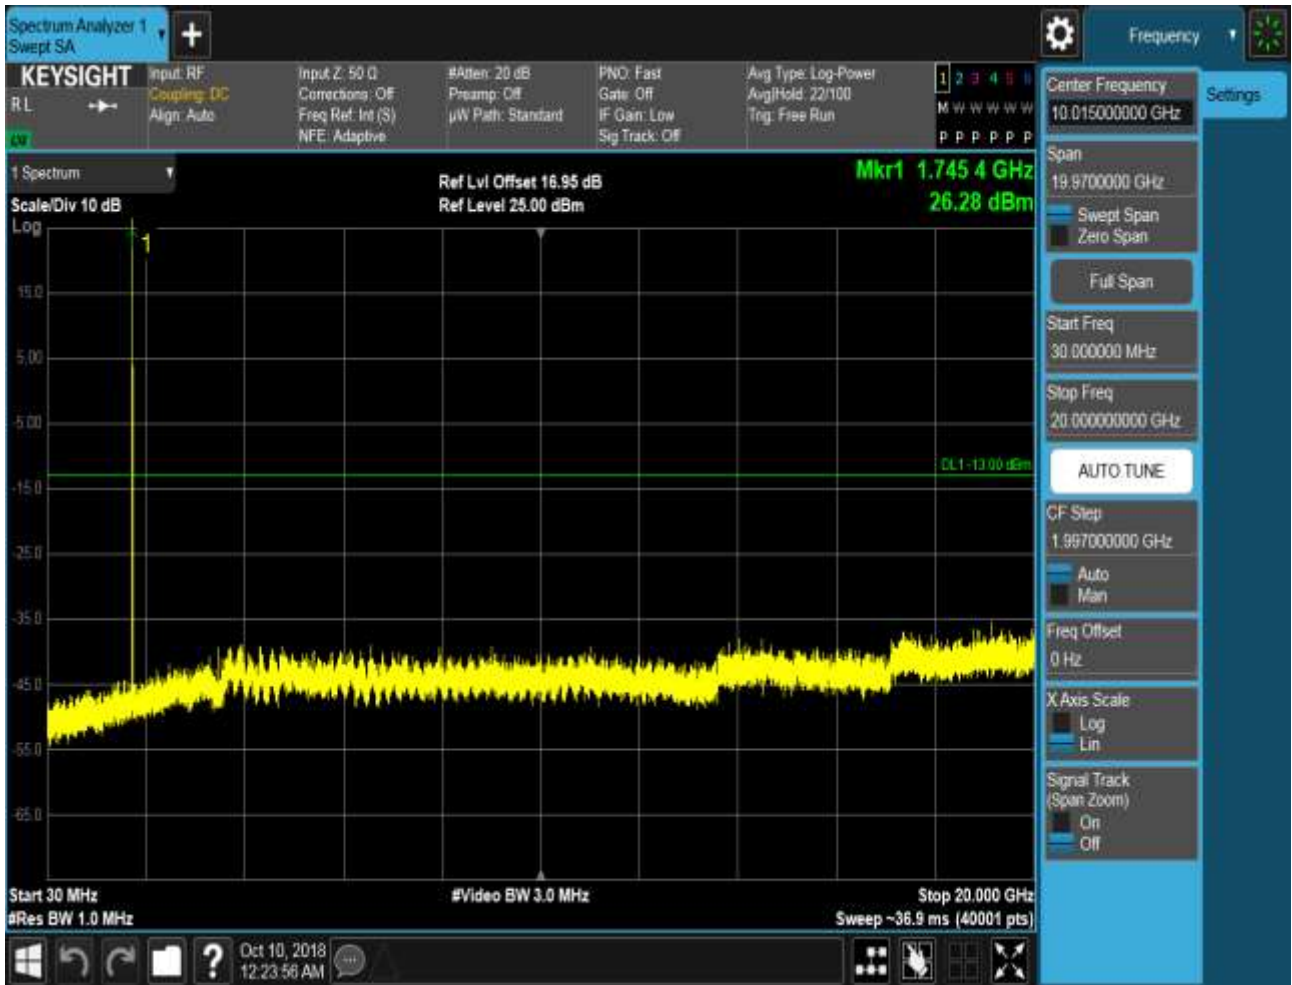 Spectrum Analyzer 1
Swept SA
Frequency
KEYSIGHT
RL
Input: RF
Coupling: DC
Align: Auto
Input Z: 50 Ω
Corrections: Off
Freq Ref: Int (S)
NFE: Adaptive
#Atten: 20 dB
Preamp: Off
µW Path: Standard
PNO: Fast
Gate: Off
IF Gain: Low
Sig Track: Off
Avg Type: Log-Power
Avg|Hold: 22/100
Trig: Free Run
1 2 3 4 5 6
M W W W W W
P P P P P P
1 Spectrum
Scale/Div 10 dB
Log
Ref Lvl Offset 16.95 dB
Ref Level 25.00 dBm
Mkr1 1.745 4 GHz
26.28 dBm
1
15.0
5.00
-5.00
-15.0
-25.0
-35.0
-45.0
-55.0
-65.0
DL1 -13.00 dBm
Start 30 MHz
#Res BW 1.0 MHz
#Video BW 3.0 MHz
Stop 20.000 GHz
Sweep ~36.9 ms (40001 pts)
Oct 10, 2018
12:23:56 AM
Center Frequency
10.015000000 GHz
Settings
Span
19.9700000 GHz
Swept Span
Zero Span
Full Span
Start Freq
30.000000 MHz
Stop Freq
20.000000000 GHz
AUTO TUNE
CF Step
1.997000000 GHz
Auto
Man
Freq Offset
0 Hz
X Axis Scale
Log
Lin
Signal Track
(Span Zoom)
On
Off